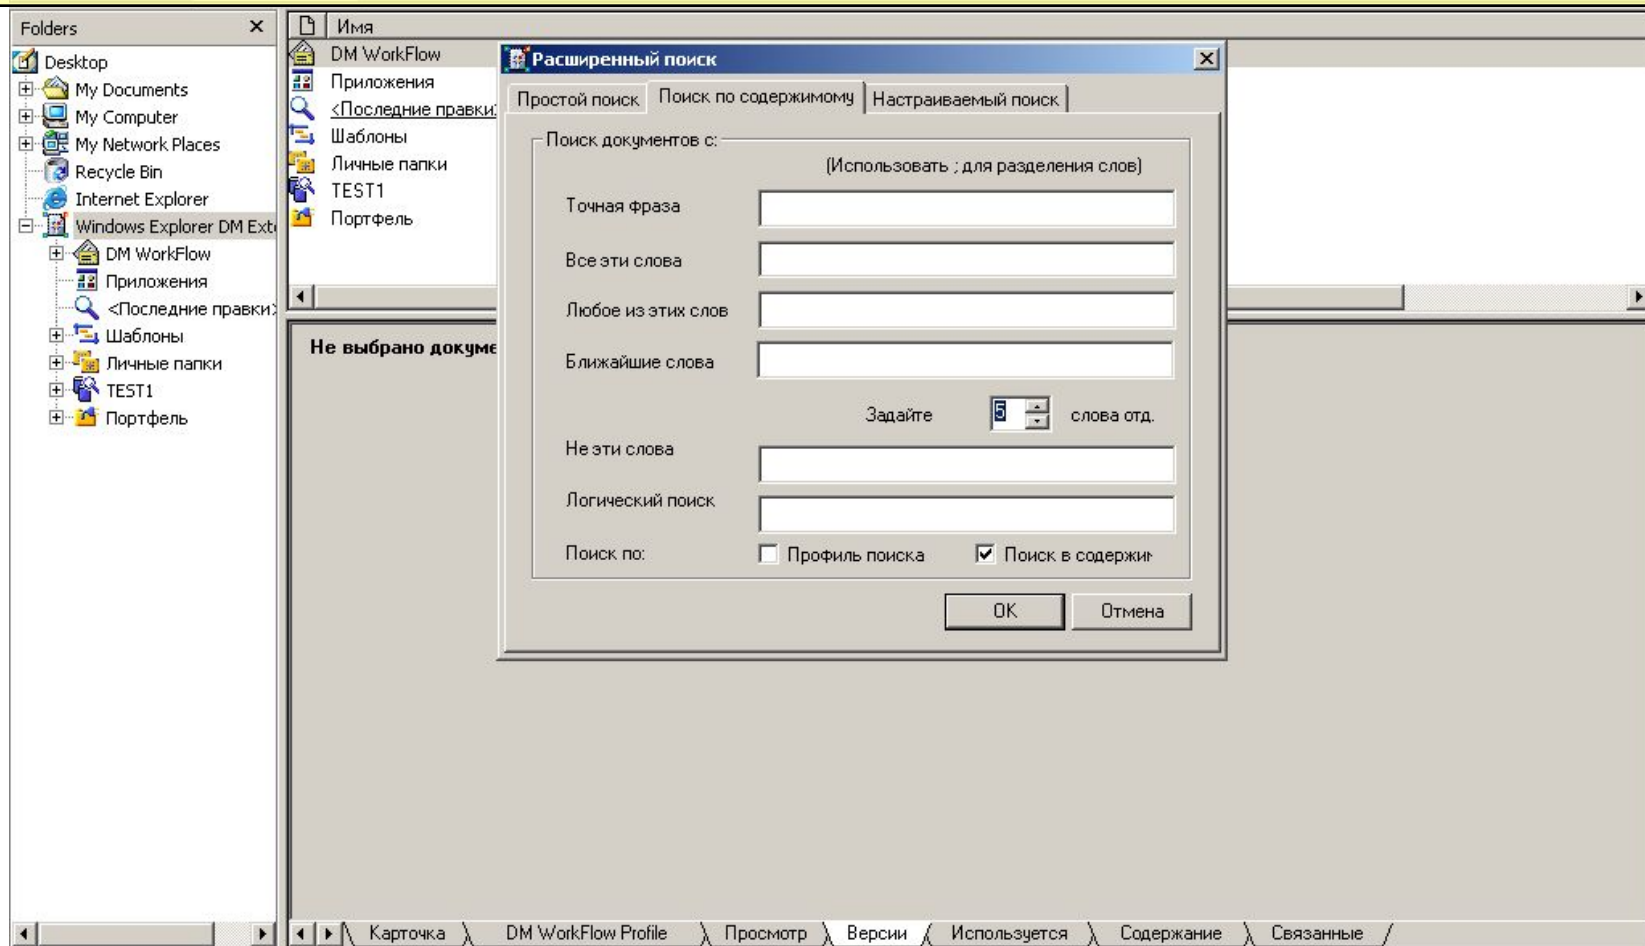 Folders
Desktop
My Documents
My Computer
My Network Places
Recycle Bin
Internet Explorer
Windows Explorer DM Exte
DM WorkFlow
Приложения
<Последние правки>
Шаблоны
Личные папки
TEST1
Портфель
Имя
DM WorkFlow
Приложения
<Последние правки>
Шаблоны
Личные папки
TEST1
Портфель
Не выбрано докуме
Расширенный поиск
Простой поиск Поиск по содержимому Настраиваемый поиск
Поиск документов с:
(Использовать ; для разделения слов)
Точная фраза
Все эти слова
Любое из этих слов
Ближайшие слова
Задайте 5 слова отд.
Не эти слова
Логический поиск
Поиск по: Профиль поиска Поиск в содержи
OK Отмена
Карточка DM WorkFlow Profile Просмотр Версии Используется Содержание Связанные